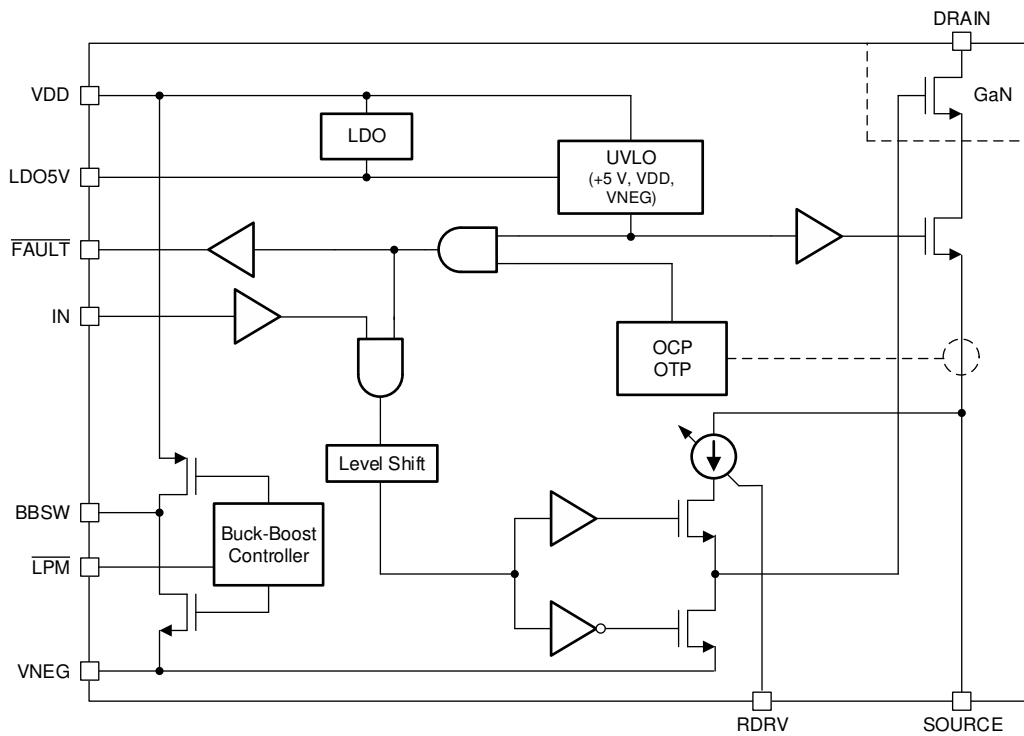 DRAIN
VDD
GaN
LDO
UVLO
(+5 V, VDD,
VNEG)
LDO5V
FAULT
IN
OCP
OTP
Level Shift
BBSW
Buck-Boost
Controller
LPM
VNEG
RDRV
SOURCE